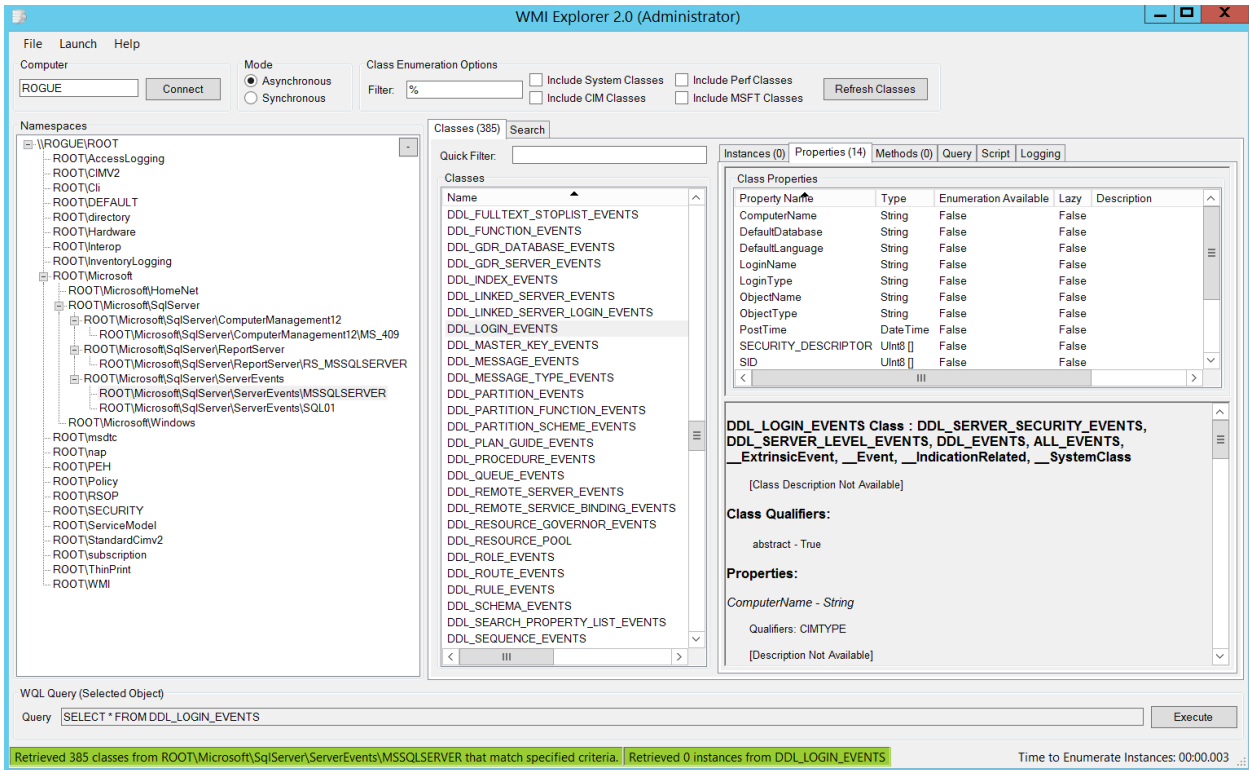 WMI Explorer 2.0 (Administrator)
File Launch Help
Computer
ROGUE
Connect
Mode
Asynchronous
Synchronous
Class Enumeration Options
Filter: %
Include System Classes
Include Perf Classes
Include CIM Classes
Include MSFT Classes
Refresh Classes
Namespaces
\\ROGUE\ROOT
ROOT\AccessLogging
ROOT\CIMV2
ROOT\Cli
ROOT\DEFAULT
ROOT\directory
ROOT\Hardware
ROOT\Interop
ROOT\InventoryLogging
ROOT\Microsoft
ROOT\Microsoft\HomeNet
ROOT\Microsoft\SqlServer
ROOT\Microsoft\SqlServer\ComputerManagement12
ROOT\Microsoft\SqlServer\ComputerManagement12\MS_409
ROOT\Microsoft\SqlServer\ReportServer
ROOT\Microsoft\SqlServer\ReportServer\RS_MSSQLSERVER
ROOT\Microsoft\SqlServer\ServerEvents
ROOT\Microsoft\SqlServer\ServerEvents\MSSQLSERVER
ROOT\Microsoft\SqlServer\ServerEvents\SQL01
ROOT\Microsoft\Windows
ROOT\msdtc
ROOT\nap
ROOT\PEH
ROOT\Policy
ROOT\RSOP
ROOT\SECURITY
ROOT\ServiceModel
ROOT\StandardCimv2
ROOT\subscription
ROOT\ThinPrint
ROOT\WMI
Classes (385) Search
Quick Filter:
Classes
Name
DDL_FULLTEXT_STOPLIST_EVENTS
DDL_FUNCTION_EVENTS
DDL_GDR_DATABASE_EVENTS
DDL_GDR_SERVER_EVENTS
DDL_INDEX_EVENTS
DDL_LINKED_SERVER_EVENTS
DDL_LINKED_SERVER_LOGIN_EVENTS
DDL_LOGIN_EVENTS
DDL_MASTER_KEY_EVENTS
DDL_MESSAGE_EVENTS
DDL_MESSAGE_TYPE_EVENTS
DDL_PARTITION_EVENTS
DDL_PARTITION_FUNCTION_EVENTS
DDL_PARTITION_SCHEME_EVENTS
DDL_PLAN_GUIDE_EVENTS
DDL_PROCEDURE_EVENTS
DDL_QUEUE_EVENTS
DDL_REMOTE_SERVER_EVENTS
DDL_REMOTE_SERVICE_BINDING_EVENTS
DDL_RESOURCE_GOVERNOR_EVENTS
DDL_RESOURCE_POOL
DDL_ROLE_EVENTS
DDL_ROUTE_EVENTS
DDL_RULE_EVENTS
DDL_SCHEMA_EVENTS
DDL_SEARCH_PROPERTY_LIST_EVENTS
DDL_SEQUENCE_EVENTS
Instances (0) Properties (14) Methods (0) Query Script Logging
Class Properties
Property Name Type Enumeration Available Lazy Description
ComputerName String False False
DefaultDatabase String False False
DefaultLanguage String False False
LoginName String False False
LoginType String False False
ObjectName String False False
ObjectType String False False
PostTime DateTime False False
SECURITY_DESCRIPTOR UInt8 [] False False
SID UInt8 [] False False
DDL_LOGIN_EVENTS Class : DDL_SERVER_SECURITY_EVENTS,
DDL_SERVER_LEVEL_EVENTS, DDL_EVENTS, ALL_EVENTS,
__ExtrinsicEvent, __Event, __IndicationRelated, __SystemClass
[Class Description Not Available]
Class Qualifiers:
abstract - True
Properties:
ComputerName - String
Qualifiers: CIMTYPE
[Description Not Available]
WQL Query (Selected Object)
Query SELECT * FROM DDL_LOGIN_EVENTS
Execute
Retrieved 385 classes from ROOT\Microsoft\SqlServer\ServerEvents\MSSQLSERVER that match specified criteria. Retrieved 0 instances from DDL_LOGIN_EVENTS Time to Enumerate Instances: 00:00.003